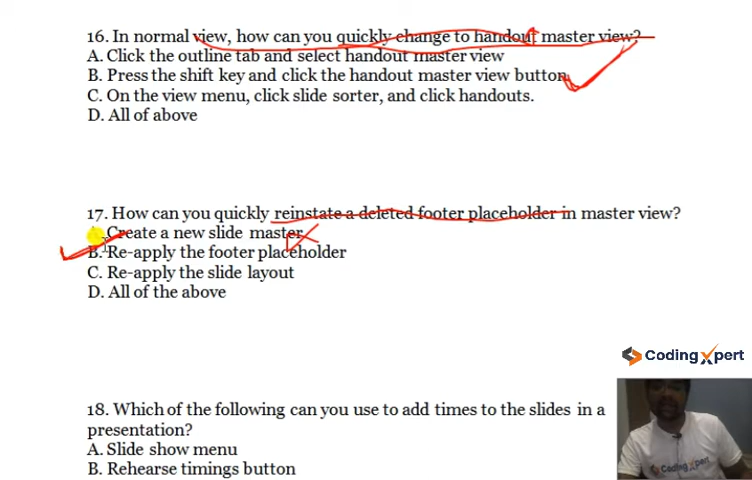 16. In normal view, how can you quickly change to handout master view?
A. Click the outline tab and select handout master view
B. Press the shift key and click the handout master view button
C. On the view menu, click slide sorter, and click handouts.
D. All of above
17. How can you quickly reinstate a deleted footer placeholder in master view?
Create a new slide master
B. Re-apply the footer placeholder
C. Re-apply the slide layout
D. All of the above
Coding Xpert
18. Which of the following can you use to add times to the slides in a
presentation?
A. Slide show menu
B. Rehearse timings button
Coding Xpert